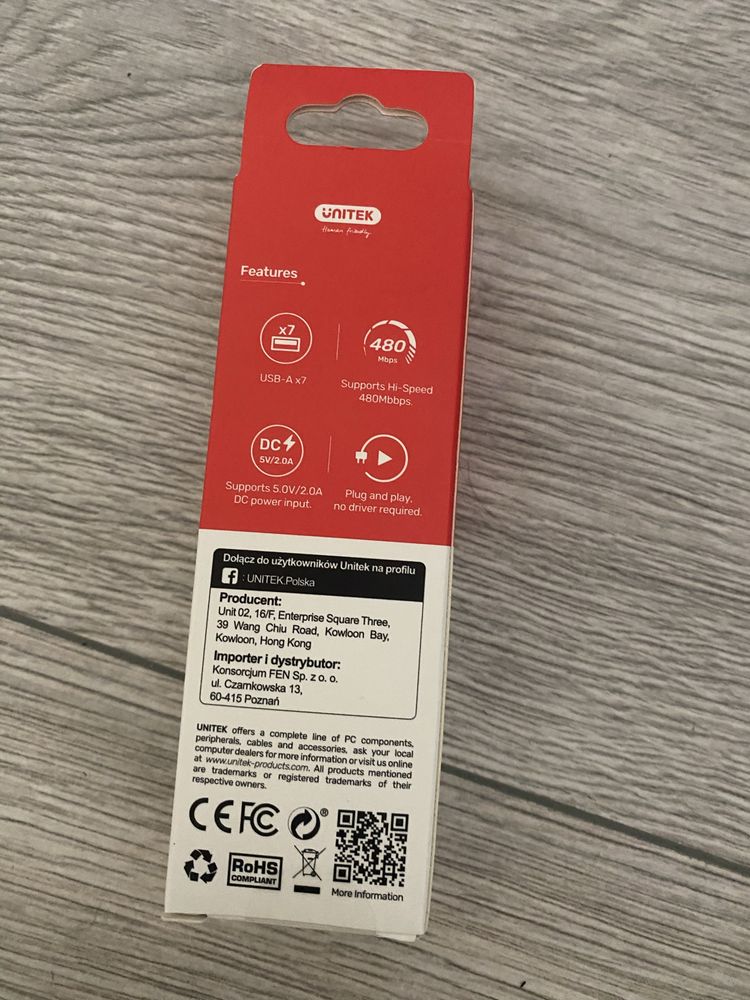 UNITEK
Human friendly
Features
x7
USB-A x7
480
Mbps
Supports Hi-Speed
480Mbbps.
DC
5V/2.0A
Supports 5.0V/2.0A
DC power input.
Plug and play,
no driver required.
Dołącz do użytkowników Unitek na profilu
f : UNITEK.Polska
Producent:
Unit 02, 16/F, Enterprise Square Three,
39 Wang Chiu Road, Kowloon Bay,
Kowloon, Hong Kong
Importer i dystrybutor:
Konsorcjum FEN Sp. z o. o.
ul. Czarnkowska 13,
60-415 Poznań
UNITEK offers a complete line of PC components,
peripherals, cables and accessories, ask your local
computer dealers for more information or visit us online
at www.unitek-products.com. All products mentioned
are trademarks or registered trademarks of their
respective owners.
CE FC ®
RoHS
COMPLIANT
More Information